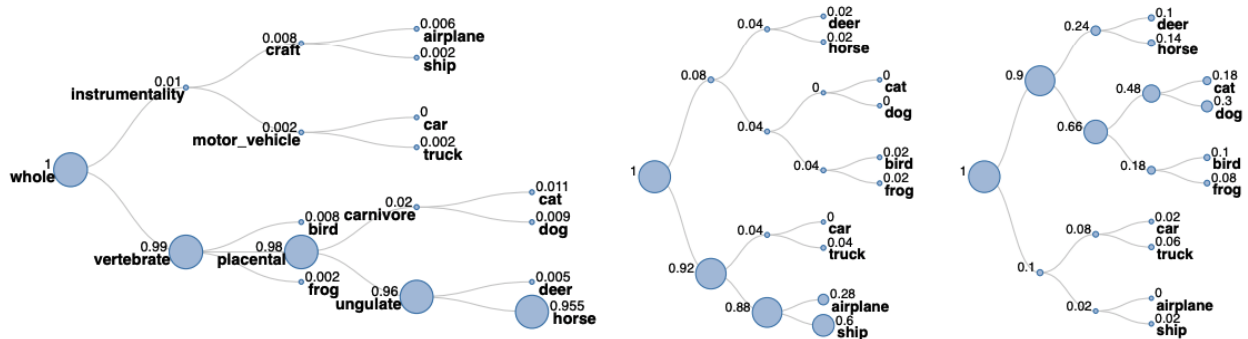 0.006
airplane
0.008
craft
0.002
ship
0.01
instrumentality
0
car
0.002
motor_vehicle
0.002
truck
1
whole
0.011
cat
0.02
carnivore
0.009
dog
0.008
bird
0.99
vertebrate
0.98
placental
0.002
frog
0.005
deer
0.96
ungulate
0.955
horse
0.02
deer
0.04
0.02
horse
0.08
0
cat
0
0
dog
0.04
0.02
bird
0.04
0.02
frog
1
0
car
0.04
0.04
truck
0.92
0.28
airplane
0.88
0.6
ship
0.1
deer
0.24
0.14
horse
0.9
0.18
cat
0.48
0.3
dog
0.66
0.1
bird
0.18
0.08
frog
1
0.02
car
0.08
0.06
truck
0.1
0
airplane
0.02
0.02
ship